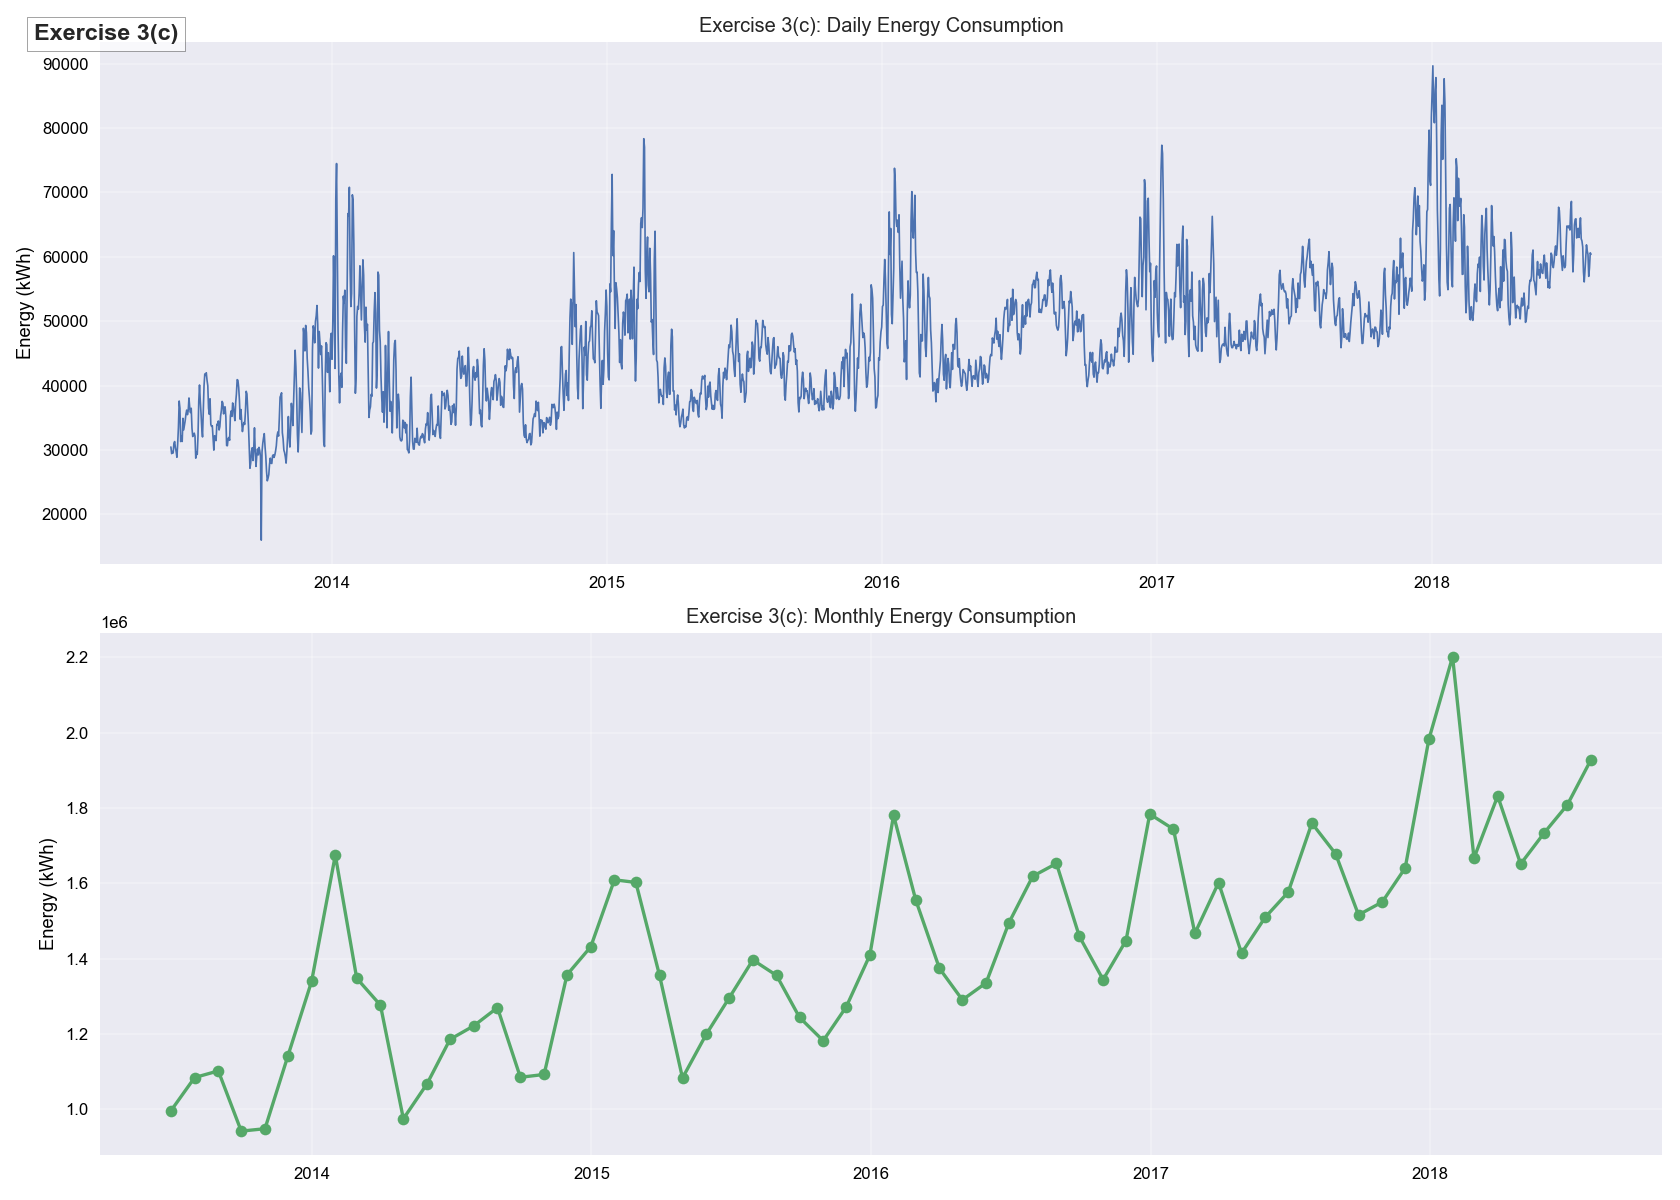 Exercise 3(c)
Exercise 3(c): Daily Energy Consumption
Energy (kWh)
90000
80000
70000
60000
50000
40000
30000
20000
2014 2015 2016 2017 2018
Exercise 3(c): Monthly Energy Consumption
1e6
Energy (kWh)
2.2
2.0
1.8
1.6
1.4
1.2
1.0
2014 2015 2016 2017 2018